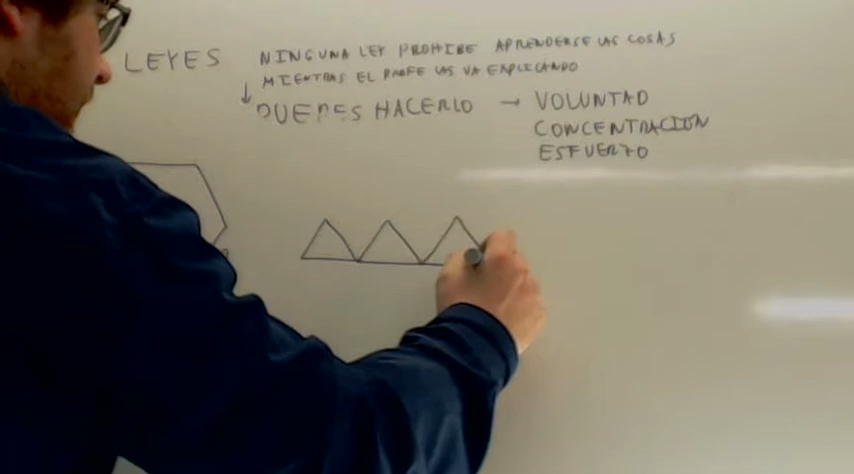 LEYES NINGUNA LEY PROHIBE APRENDERSE LAS COSAS
MIENTRAS EL PROFE LAS VA EXPLICANDO
↓ PUEDES HACERLO → VOLUNTAD
CONCENTRACION
ESFUERZO